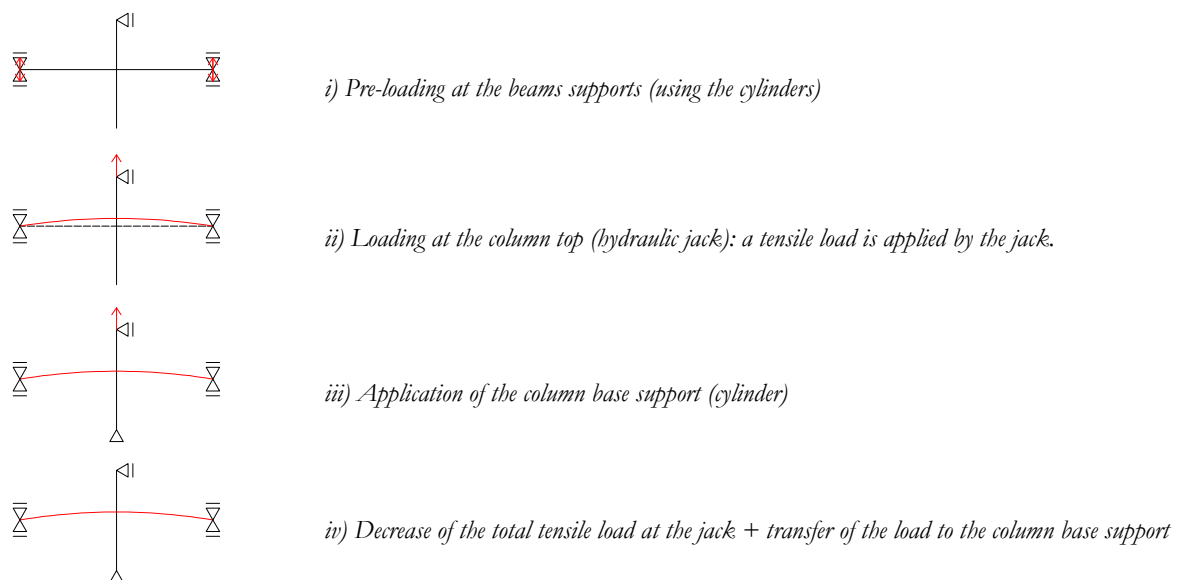 i) Pre-loading at the beams supports (using the cylinders)
ii) Loading at the column top (hydraulic jack): a tensile load is applied by the jack.
iii) Application of the column base support (cylinder)
iv) Decrease of the total tensile load at the jack + transfer of the load to the column base support